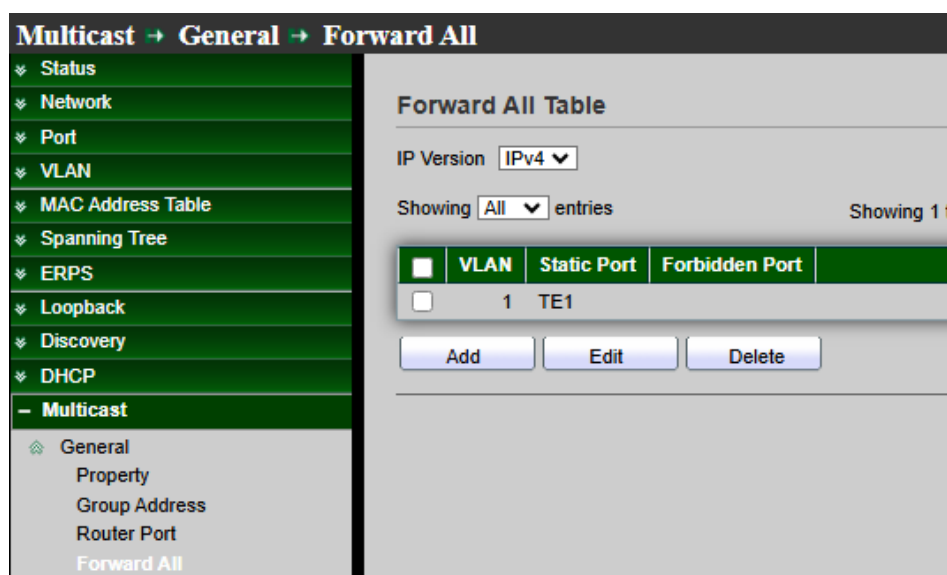 Multicast → General → Forward All
Status
Network
Port
VLAN
MAC Address Table
Spanning Tree
ERPS
Loopback
Discovery
DHCP
Multicast
General
Property
Group Address
Router Port
Forward All
Forward All Table
IP Version IPv4
Showing All entries Showing 1
VLAN Static Port Forbidden Port
1 TE1
Add Edit Delete